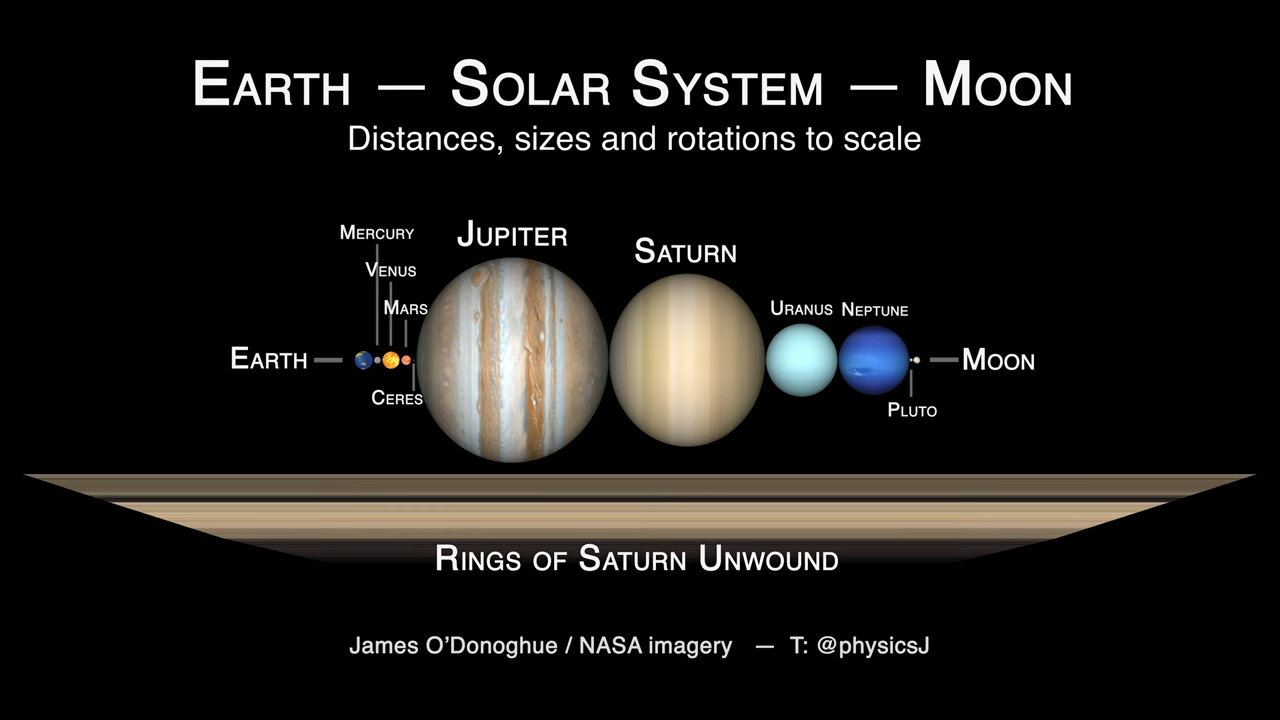 Earth — Solar System — Moon
Distances, sizes and rotations to scale
Mercury
Jupiter
Saturn
Venus
Mars
Uranus Neptune
Earth
Moon
Ceres
Pluto
Rings of Saturn Unwound
James O’Donoghue / NASA imagery — T: @physicsJ